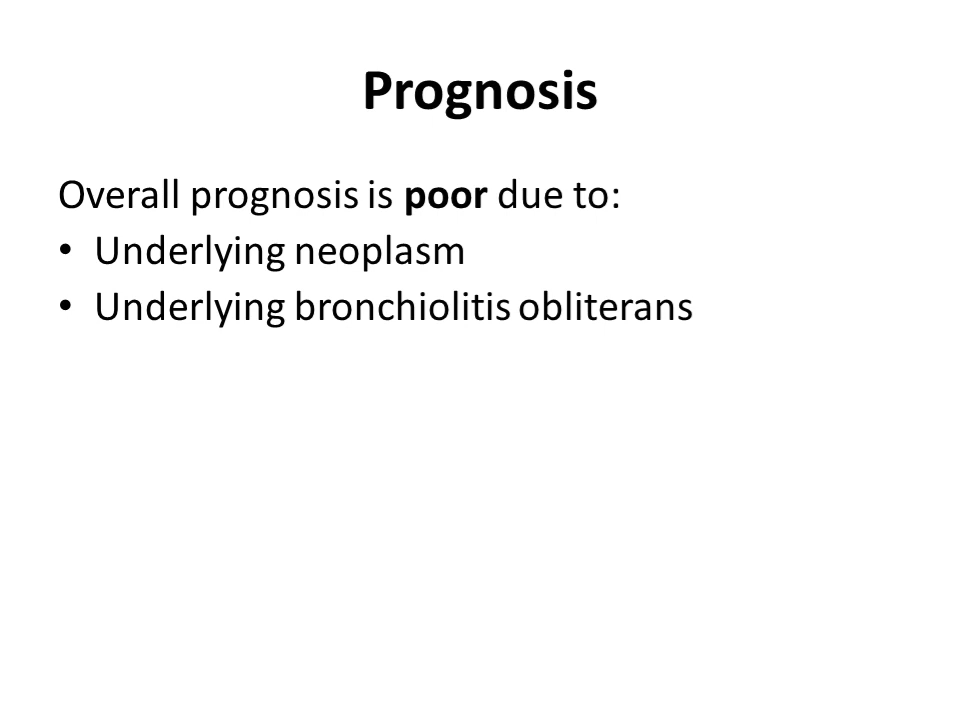 Prognosis
Overall prognosis is poor due to:
• Underlying neoplasm
• Underlying bronchiolitis obliterans